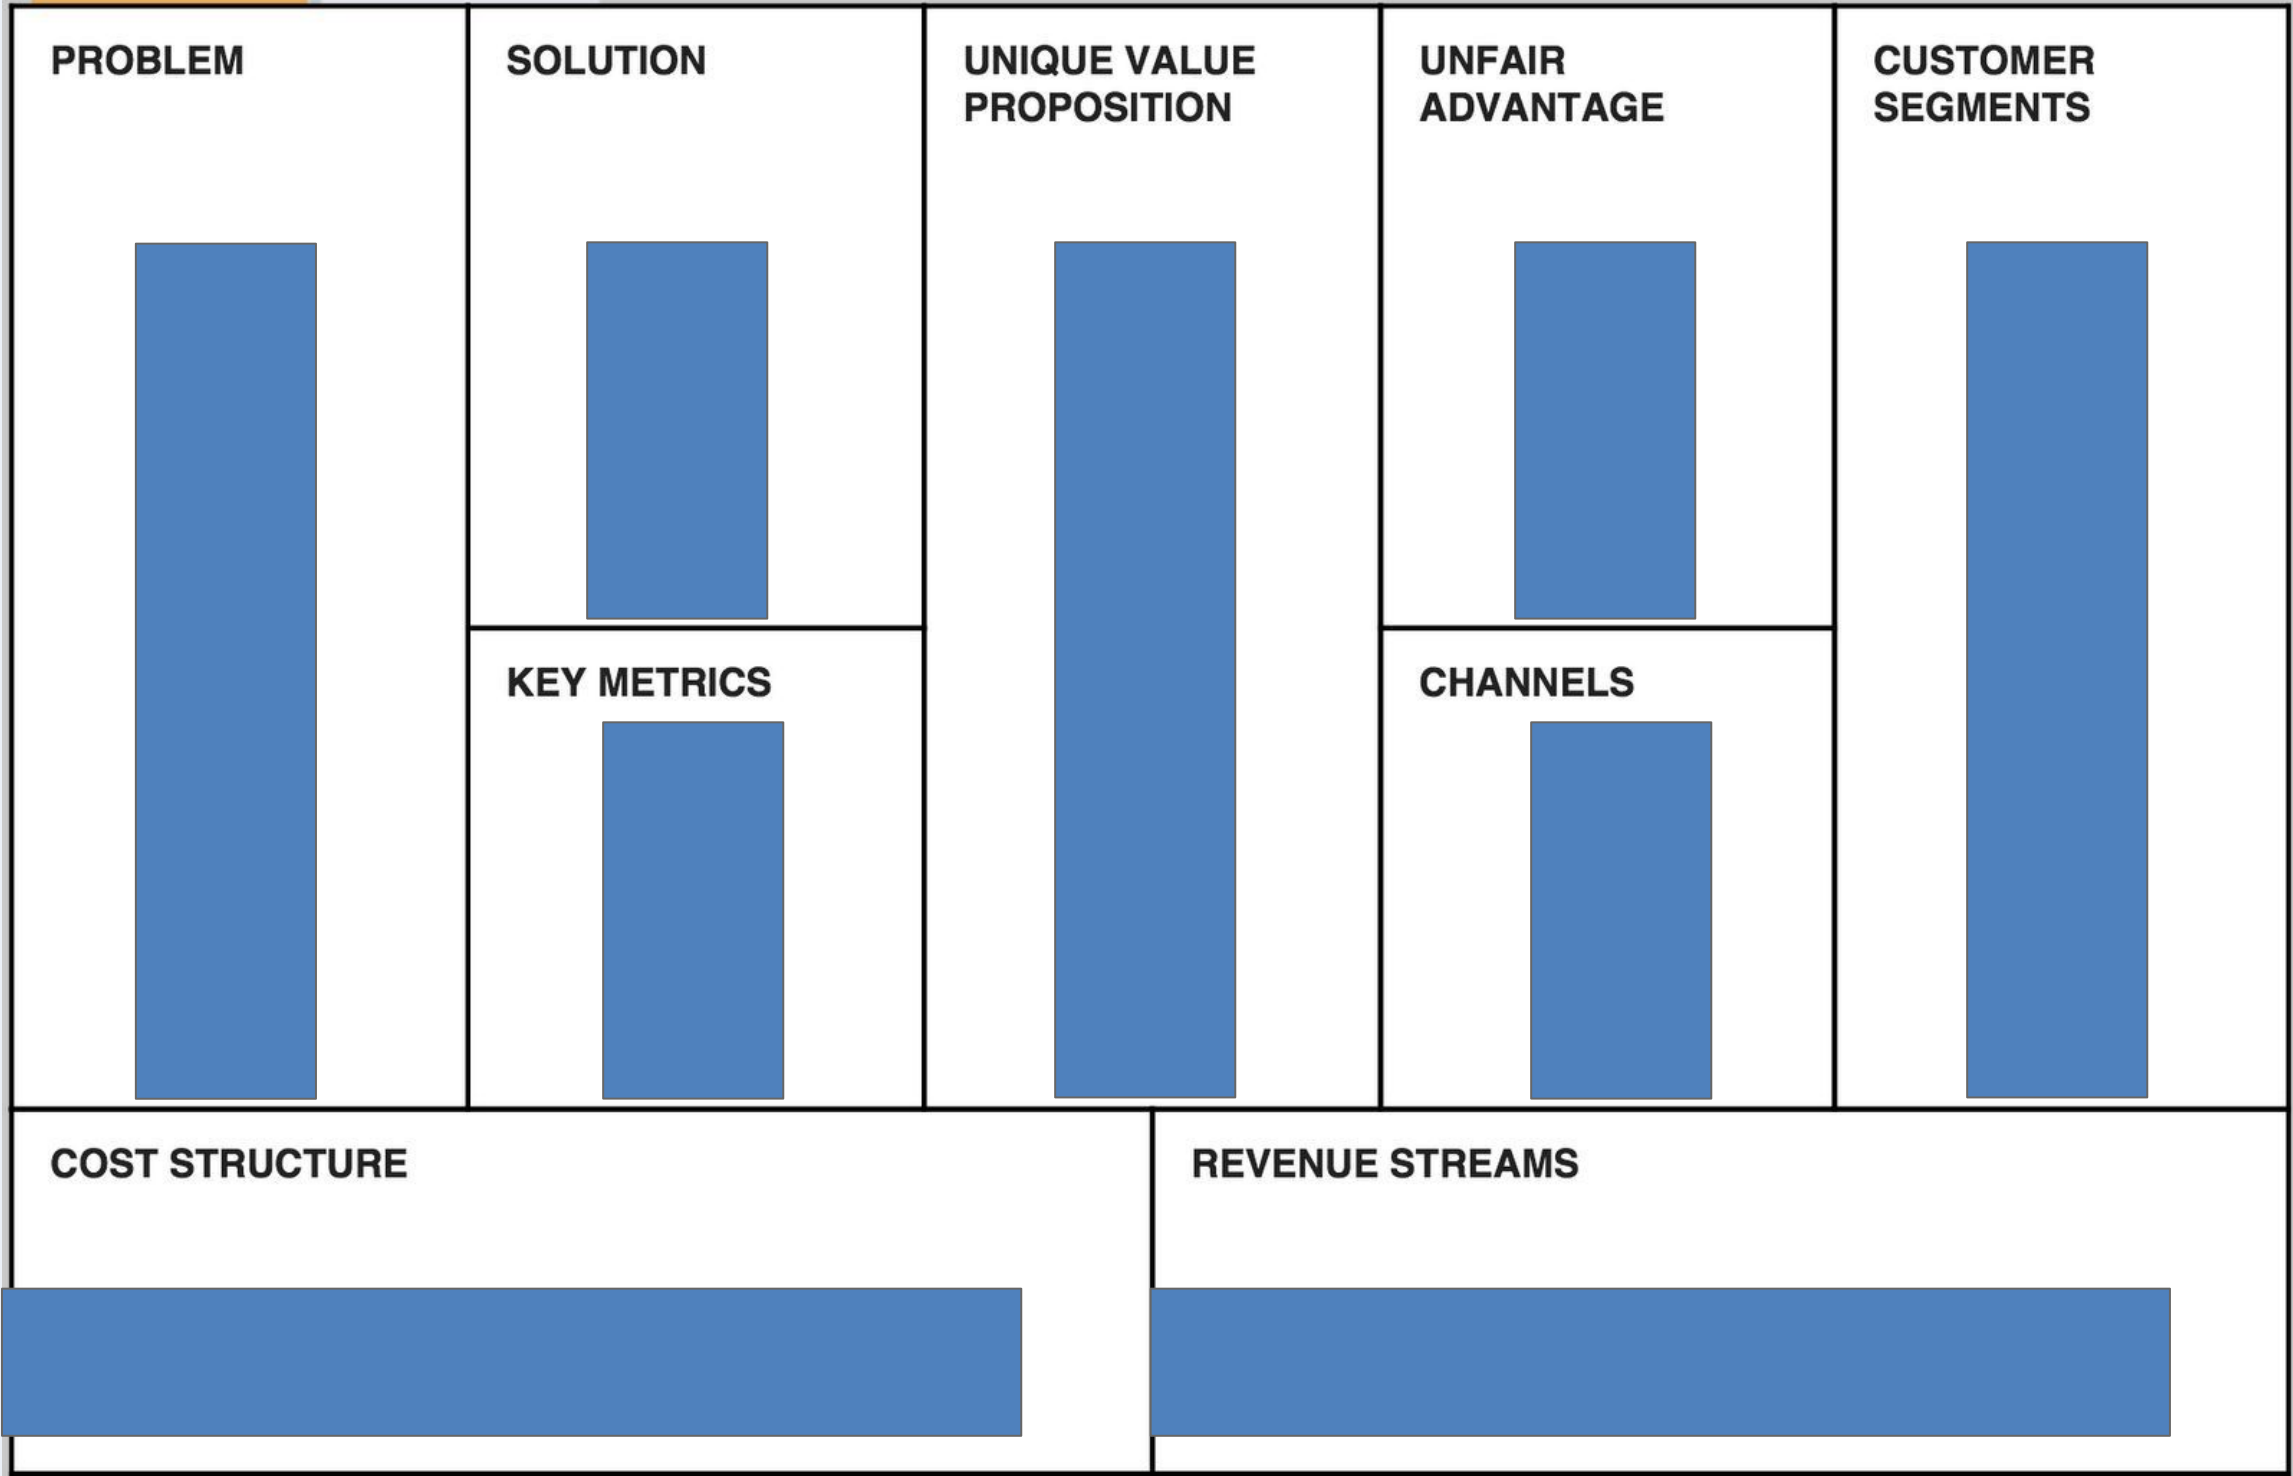 PROBLEM
SOLUTION
UNIQUE VALUE
PROPOSITION
UNFAIR
ADVANTAGE
CUSTOMER
SEGMENTS
KEY METRICS
CHANNELS
COST STRUCTURE
REVENUE STREAMS